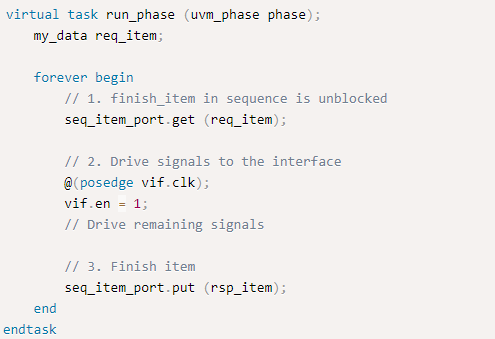 virtual task run_phase (uvm_phase phase);
    my_data req_item;

    forever begin
        // 1. finish_item in sequence is unblocked
        seq_item_port.get (req_item);

        // 2. Drive signals to the interface
        @(posedge vif.clk);
        vif.en = 1;
        // Drive remaining signals

        // 3. Finish item
        seq_item_port.put (rsp_item);
    end
endtask